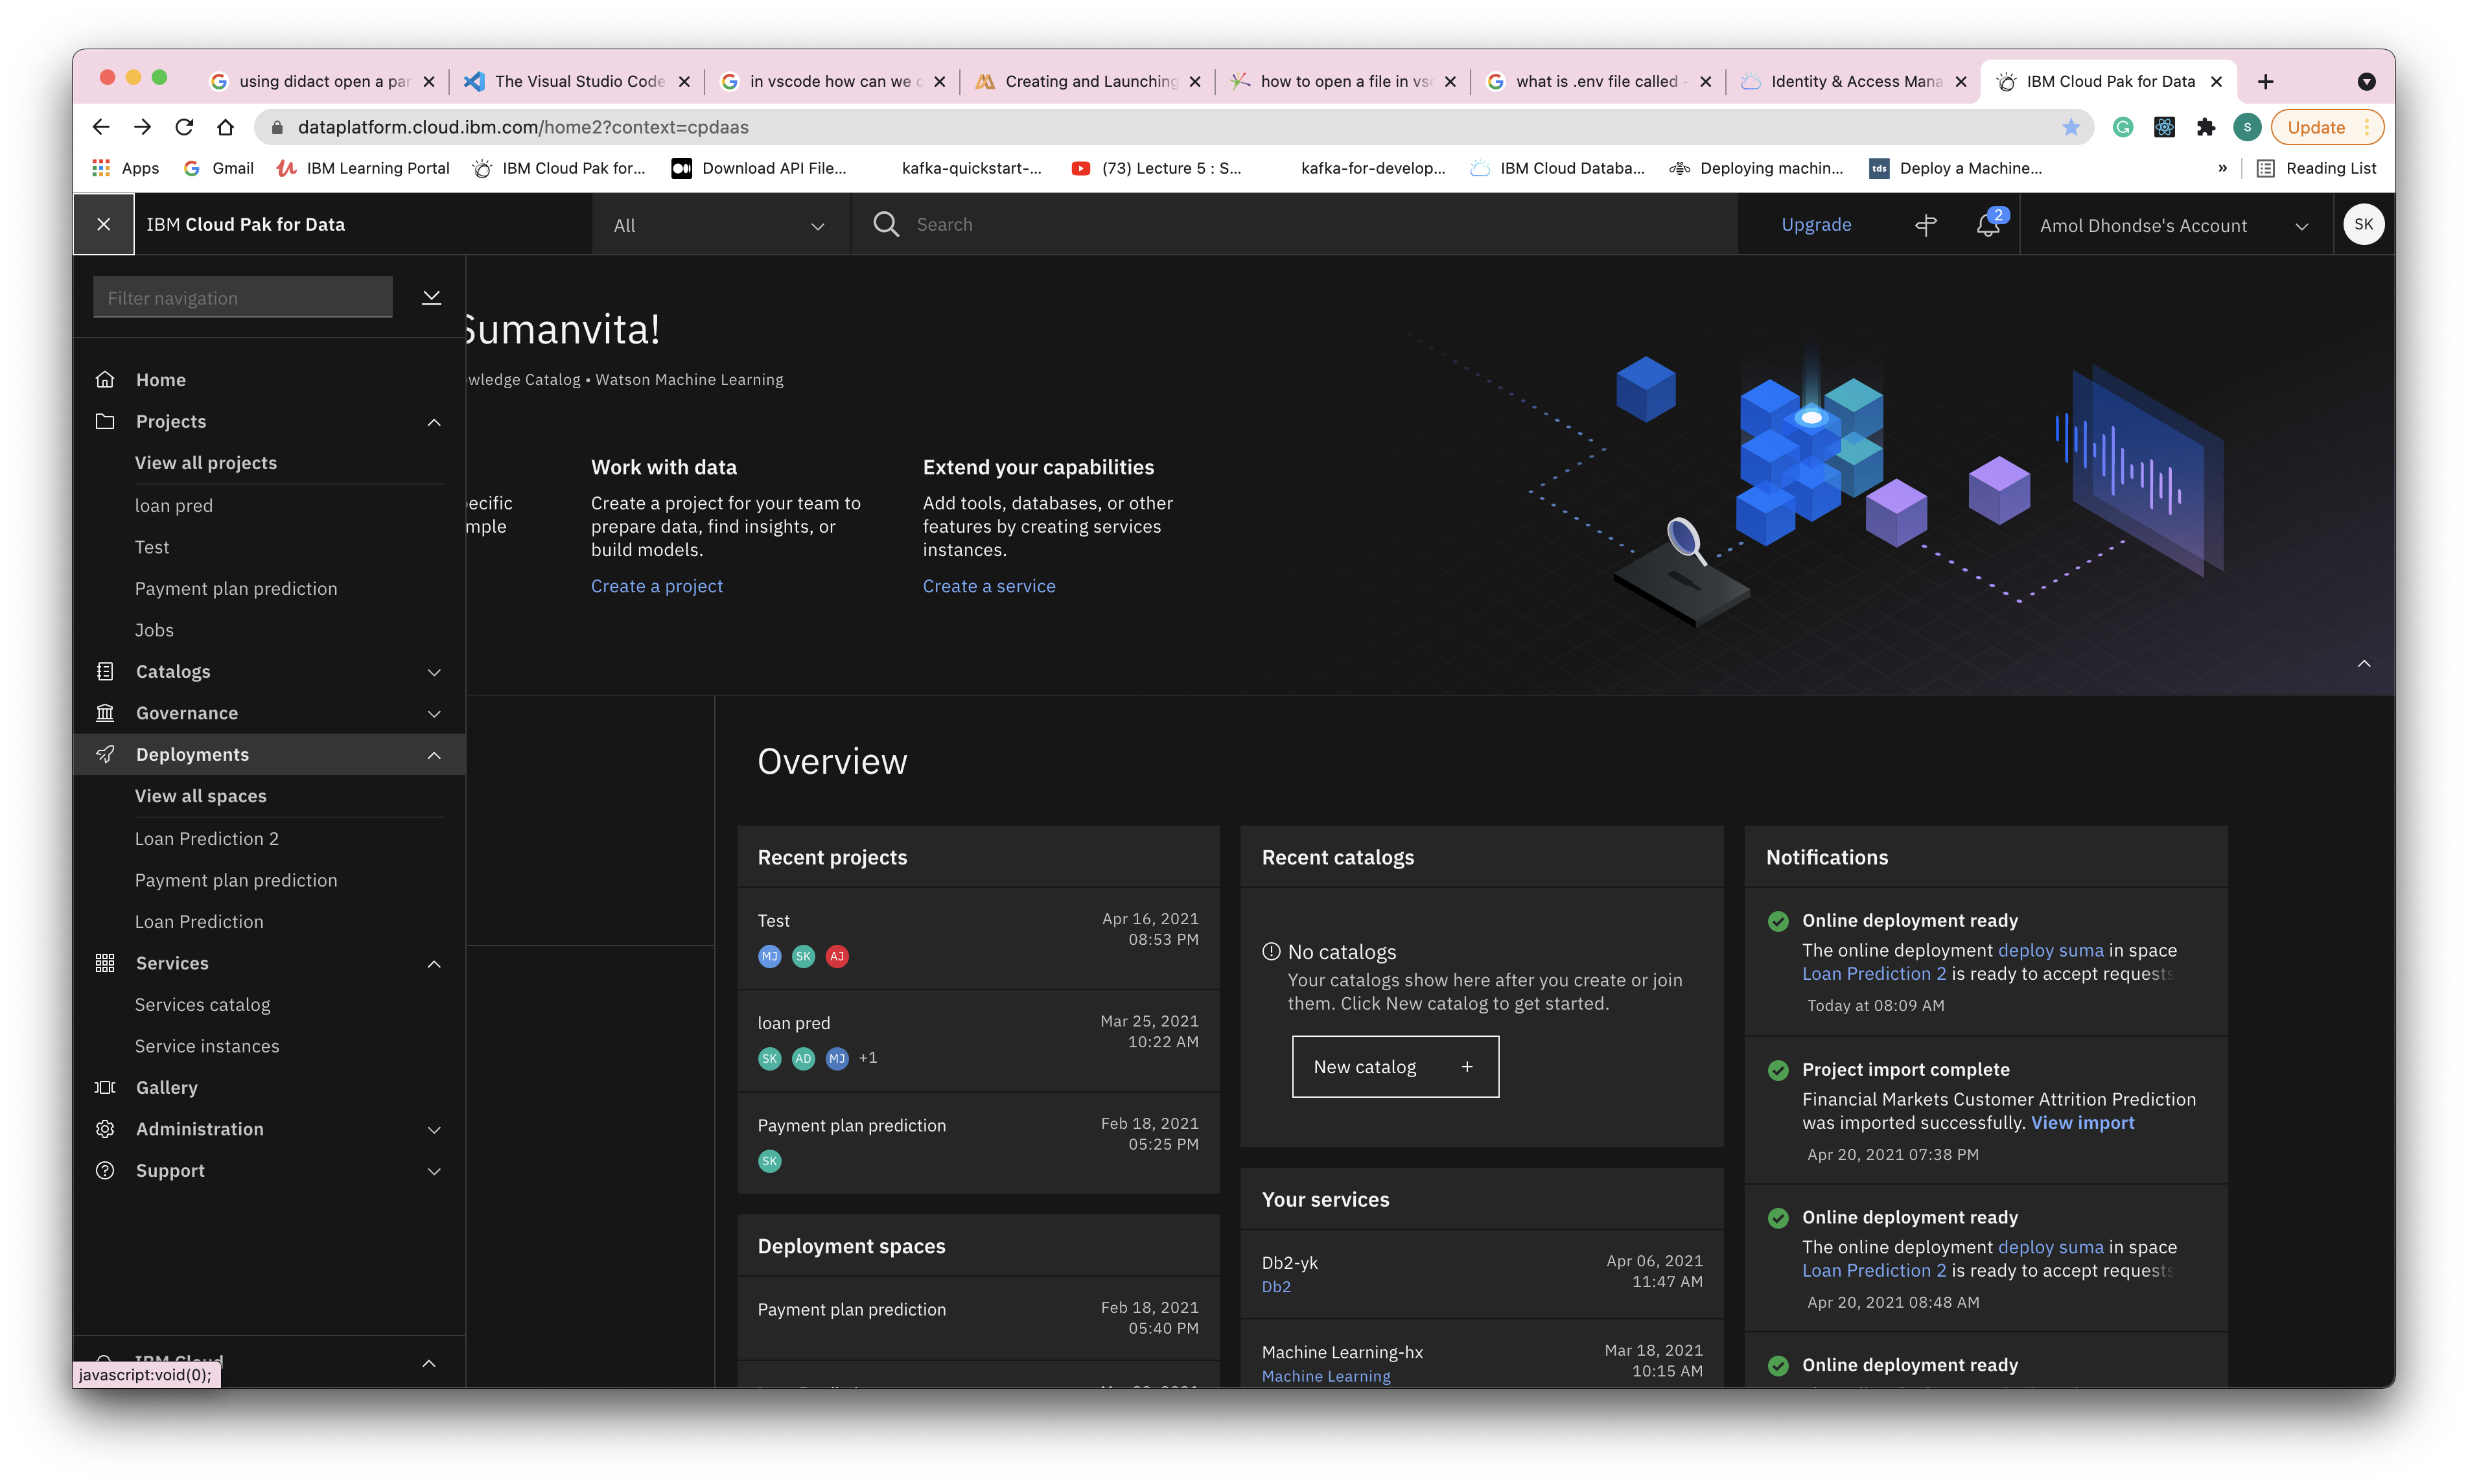 using didact open a par
The Visual Studio Code
in vscode how can we c
Creating and Launching
how to open a file in vsc
what is .env file called -
Identity & Access Mana
IBM Cloud Pak for Data
dataplatform.cloud.ibm.com/home2?context=cpdaas
S
Update
Apps
Gmail
IBM Learning Portal
IBM Cloud Pak for...
Download API File...
kafka-quickstart-...
(73) Lecture 5 : S...
kafka-for-develop...
IBM Cloud Databa...
Deploying machin...
tds
Deploy a Machine...
»
Reading List
IBM Cloud Pak for Data
All
Search
Upgrade
2
Amol Dhondse's Account
SK
Filter navigation
Home
Projects
View all projects
loan pred
Test
Payment plan prediction
Jobs
Catalogs
Governance
Deployments
View all spaces
Loan Prediction 2
Payment plan prediction
Loan Prediction
Services
Services catalog
Service instances
Gallery
Administration
Support
IBM Cloud
javascript:void(0);
Sumanvita!
wledge Catalog • Watson Machine Learning
ecific
mple
Work with data
Create a project for your team to
prepare data, find insights, or
build models.
Create a project
Extend your capabilities
Add tools, databases, or other
features by creating services
instances.
Create a service
Overview
Recent projects
Test
Apr 16, 2021
08:53 PM
MJ SK AJ
loan pred
Mar 25, 2021
10:22 AM
SK AD MJ +1
Payment plan prediction
Feb 18, 2021
05:25 PM
SK
Deployment spaces
Payment plan prediction
Feb 18, 2021
05:40 PM
Recent catalogs
No catalogs
Your catalogs show here after you create or join
them. Click New catalog to get started.
New catalog +
Your services
Db2-yk
Apr 06, 2021
Db2
11:47 AM
Machine Learning-hx
Mar 18, 2021
Machine Learning
10:15 AM
Notifications
Online deployment ready
The online deployment deploy suma in space
Loan Prediction 2 is ready to accept requests
Today at 08:09 AM
Project import complete
Financial Markets Customer Attrition Prediction
was imported successfully. View import
Apr 20, 2021 07:38 PM
Online deployment ready
The online deployment deploy suma in space
Loan Prediction 2 is ready to accept requests
Apr 20, 2021 08:48 AM
Online deployment ready